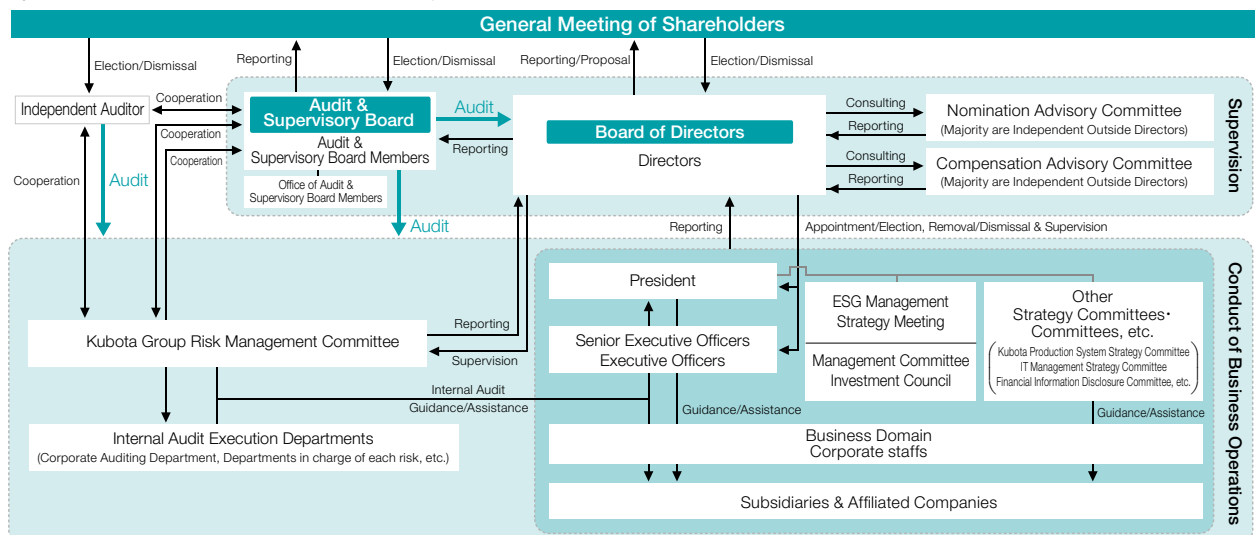 General Meeting of Shareholders
Election/Dismissal
Reporting
Election/Dismissal
Reporting/Proposal
Election/Dismissal
Independent Auditor
Cooperation
Cooperation
Cooperation
Cooperation
Audit
Audit &
Supervisory Board
Audit &
Supervisory Board Members
Office of Audit &
Supervisory Board Members
Audit
Reporting
Audit
Board of Directors
Directors
Consulting
Reporting
Consulting
Reporting
Nomination Advisory Committee
(Majority are Independent Outside Directors)
Compensation Advisory Committee
(Majority are Independent Outside Directors)
Supervision
Reporting
Appointment/Election, Removal/Dismissal & Supervision
President
Senior Executive Officers
Executive Officers
ESG Management
Strategy Meeting
Management Committee
Investment Council
Other
Strategy Committees・
Committees, etc.
(Kubota Production System Strategy Committee
IT Management Strategy Committee
Financial Information Disclosure Committee, etc.)
Kubota Group Risk Management Committee
Reporting
Supervision
Internal Audit
Guidance/Assistance
Guidance/Assistance
Guidance/Assistance
Internal Audit Execution Departments
(Corporate Auditing Department, Departments in charge of each risk, etc.)
Business Domain
Corporate staffs
Subsidiaries & Affiliated Companies
Conduct of Business Operations